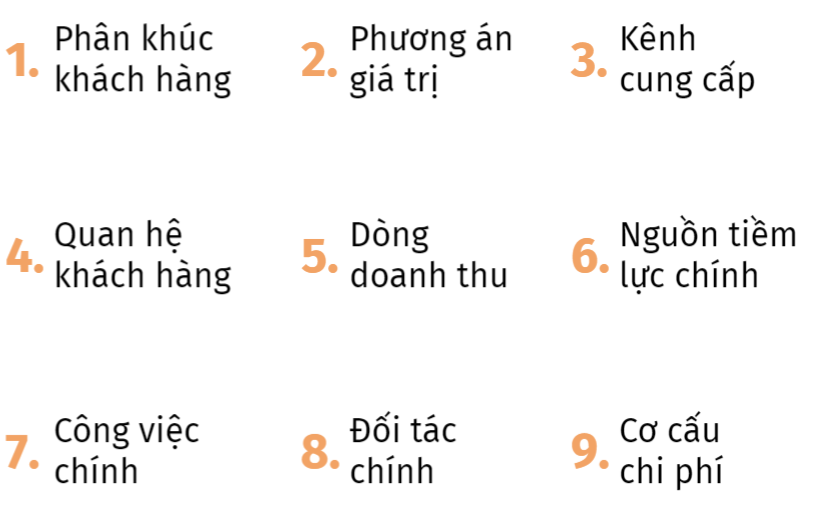 1. Phân khúc
khách hàng
2. Phương án
giá trị
3. Kênh
cung cấp
4. Quan hệ
khách hàng
5. Dòng
doanh thu
6. Nguồn tiềm
lực chính
7. Công việc
chính
8. Đối tác
chính
9. Cơ cấu
chi phí